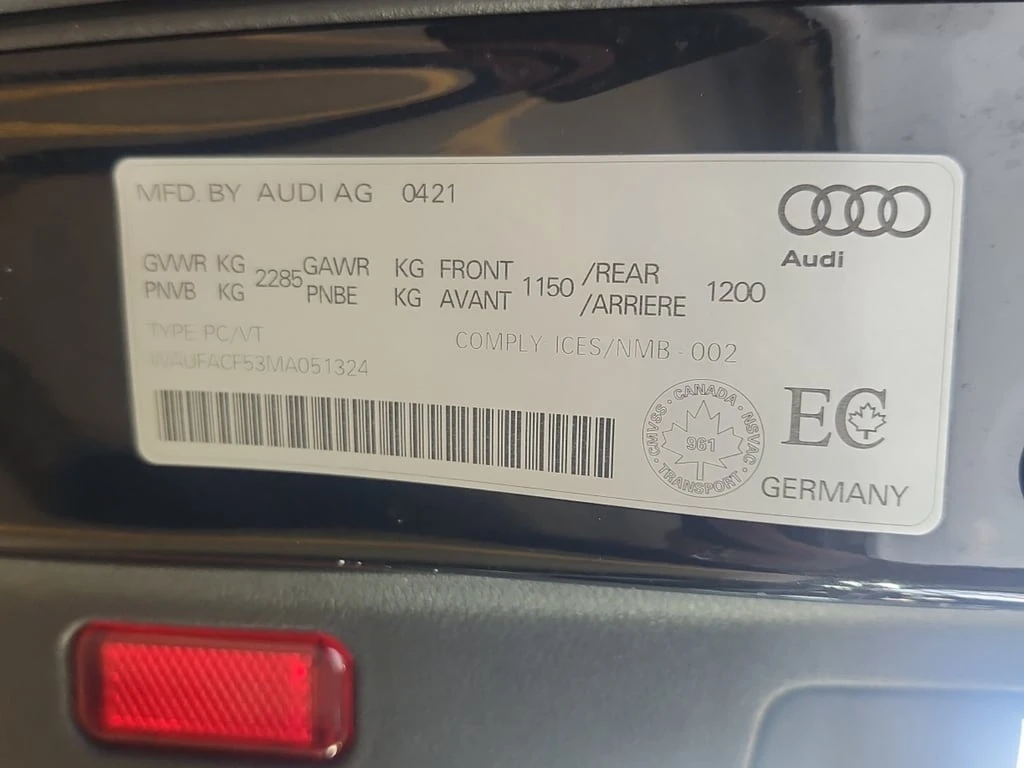 MFD. BY AUDI AG 0421
Audi
GVWR KG 2285 GAWR KG FRONT 1150 /REAR 1200
PNVB KG PNBE KG AVANT /ARRIERE
TYPE PC/VT
COMPLY ICES/NMB - 002
WAUFACF53MA051324
CANADA
CMVSS · NSVAC
961
TRANSPORT
EC
GERMANY